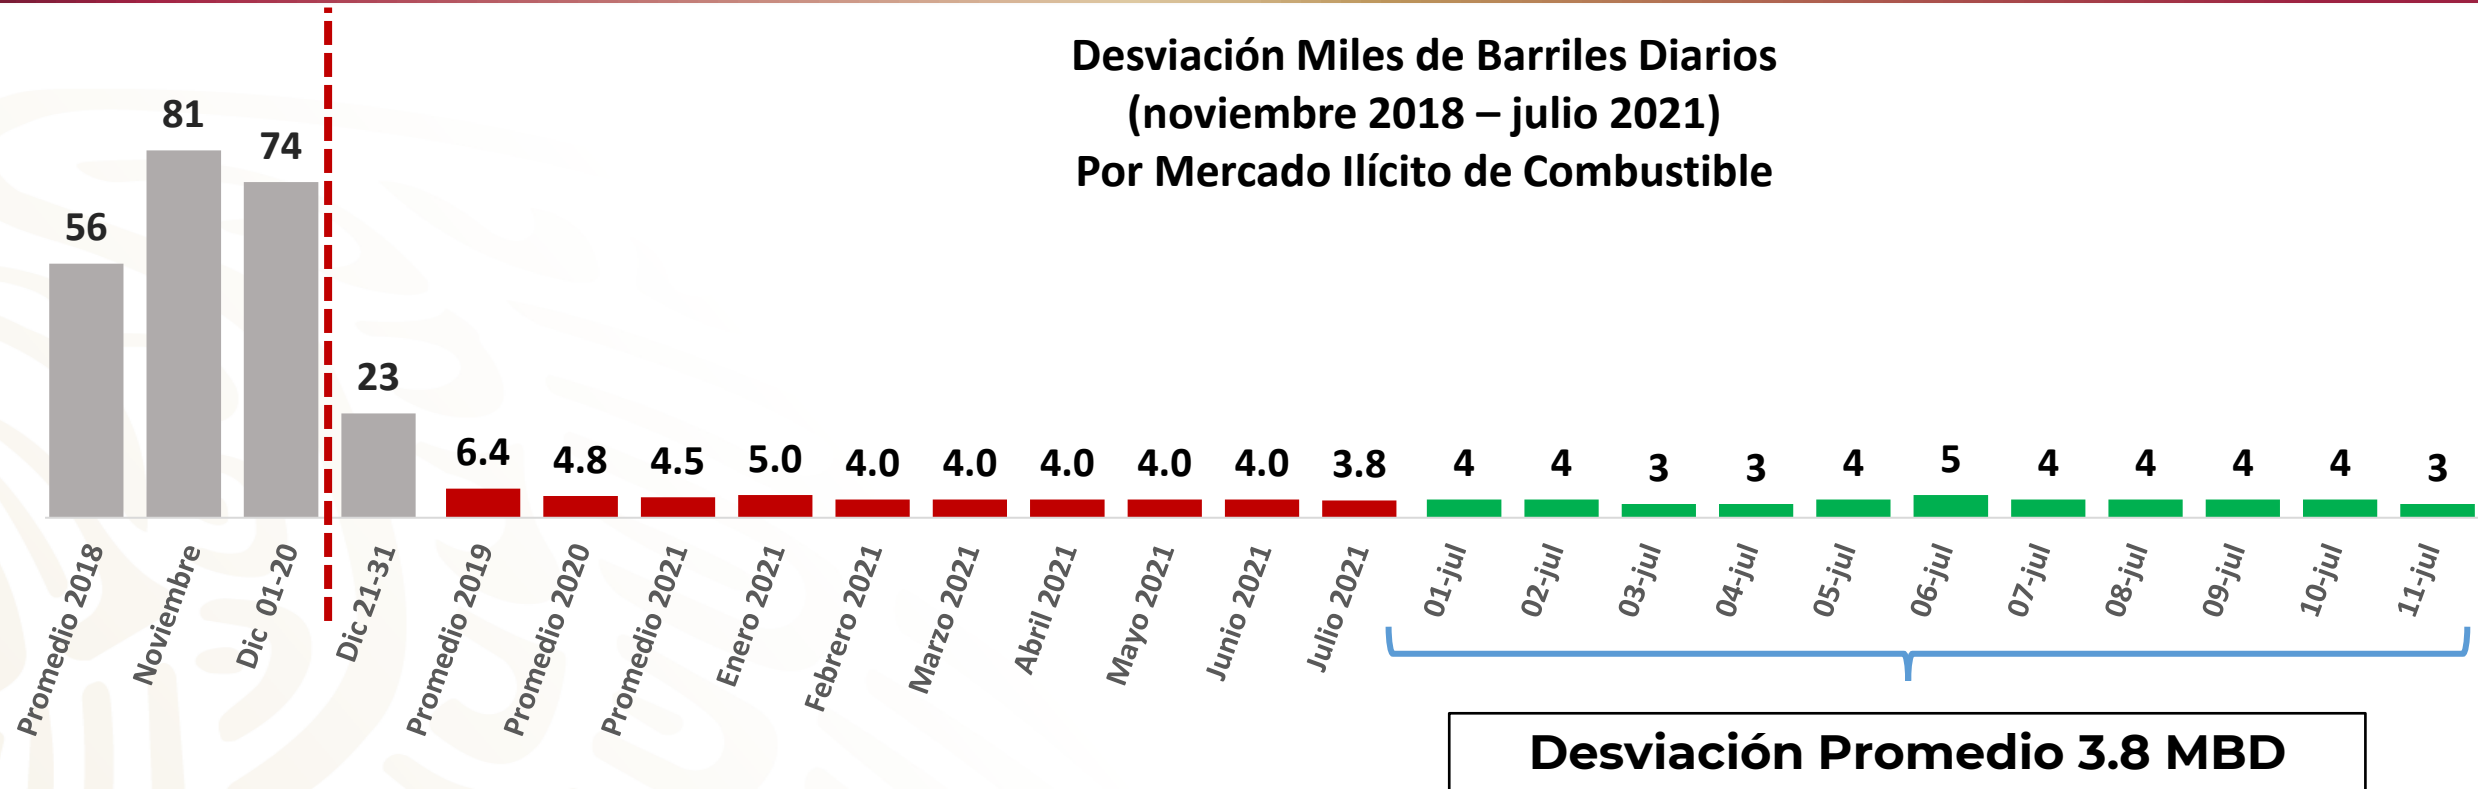 Desviación Miles de Barriles Diarios
(noviembre 2018 – julio 2021)
Por Mercado Ilícito de Combustible
56
81
74
23
6.4
4.8
4.5
5.0
4.0
4.0
4.0
4.0
4.0
3.8
4
4
3
3
4
5
4
4
4
4
3
Promedio 2018
Noviembre
Dic 01-20
Dic 21-31
Promedio 2019
Promedio 2020
Promedio 2021
Enero 2021
Febrero 2021
Marzo 2021
Abril 2021
Mayo 2021
Junio 2021
Julio 2021
01-jul
02-jul
03-jul
04-jul
05-jul
06-jul
07-jul
08-jul
09-jul
10-jul
11-jul
Desviación Promedio 3.8 MBD